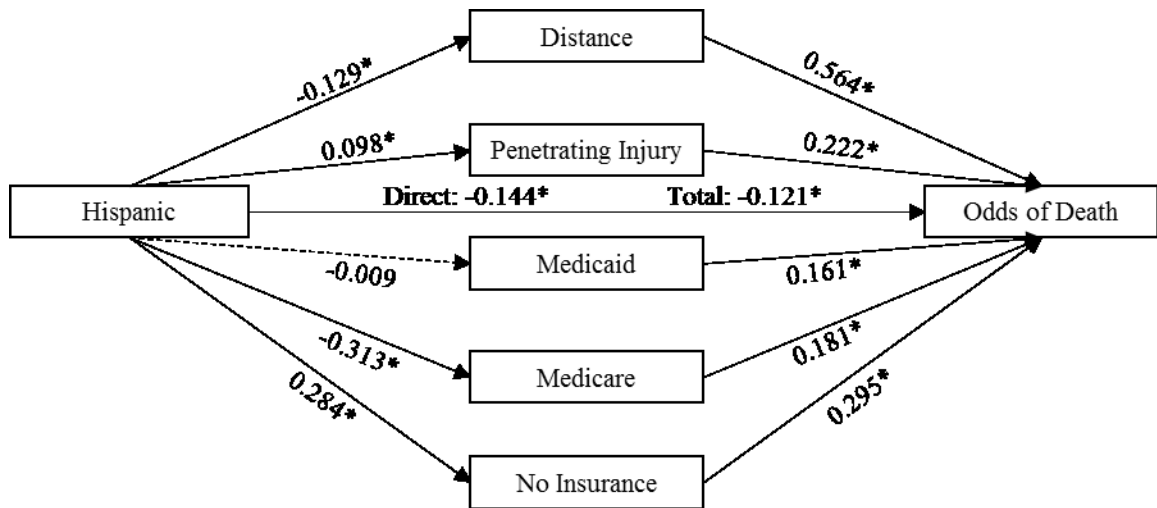 Distance
-0.129*
0.564*
0.098*
Penetrating Injury
0.222*
Hispanic
Direct: -0.144*
Total: -0.121*
Odds of Death
-0.009
Medicaid
0.161*
-0.313*
Medicare
0.181*
0.284*
0.295*
No Insurance